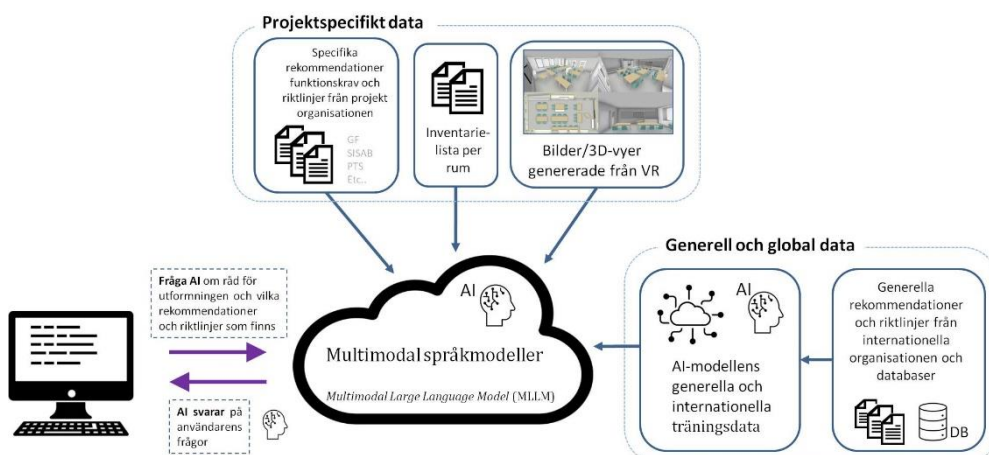 Projektspecifikt data
Specifika
rekommendationer
funktionskrav och
riktlinjer från projekt
organisationen
GF
SISAB
PTS
Etc..
Inventarie-
lista per
rum
Bilder/3D-vyer
genererade från VR
Generell och global data
AI
AI-modellens
generella och
internationella
träningsdata
Generella
rekommendationer
och riktlinjer från
internationella
organisationen och
databaser
DB
AI
Multimodal språkmodeller
Multimodal Large Language Model (MLLM)
Fråga AI om råd för
utformningen och vilka
rekommendationer
och riktlinjer som finns
AI svarar på
användarens
frågor